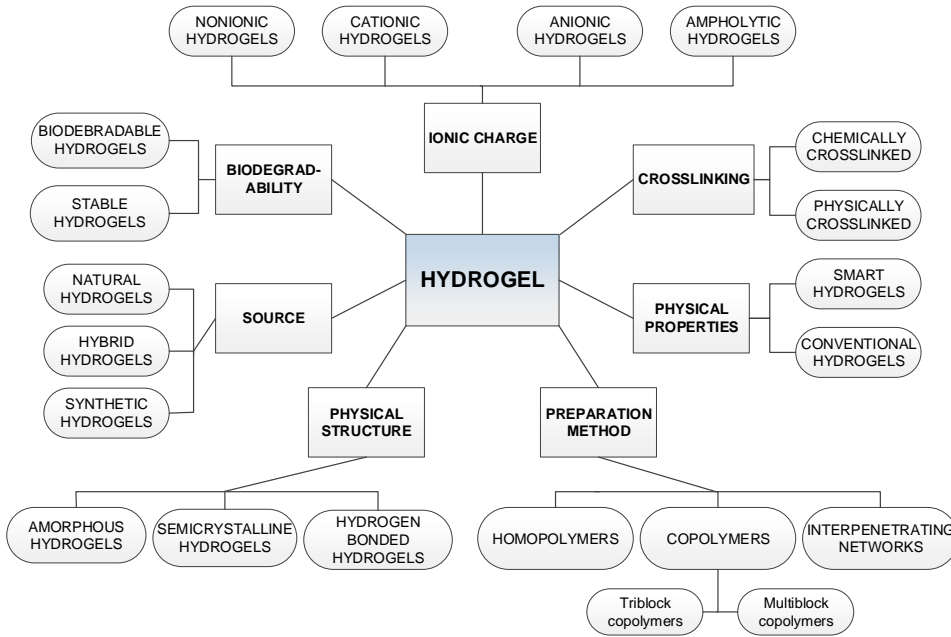 NONIONIC
HYDROGELS
CATIONIC
HYDROGELS
ANIONIC
HYDROGELS
AMPHOLYTIC
HYDROGELS
IONIC CHARGE
BIODEBRADABLE
HYDROGELS
STABLE
HYDROGELS
BIODEGRAD-
ABILITY
CROSSLINKING
CHEMICALLY
CROSSLINKED
PHYSICALLY
CROSSLINKED
HYDROGEL
NATURAL
HYDROGELS
HYBRID
HYDROGELS
SYNTHETIC
HYDROGELS
SOURCE
PHYSICAL
PROPERTIES
SMART
HYDROGELS
CONVENTIONAL
HYDROGELS
PHYSICAL
STRUCTURE
PREPARATION
METHOD
AMORPHOUS
HYDROGELS
SEMICRYSTALLINE
HYDROGELS
HYDROGEN
BONDED
HYDROGELS
HOMOPOLYMERS
COPOLYMERS
INTERPENETRATING
NETWORKS
Triblock
copolymers
Multiblock
copolymers